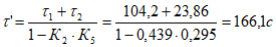 τ' = (τ₁ + τ₂) / (1 − K₂ · K₅) = (104,2 + 23,86) / (1 − 0,439 · 0,295) = 166,1c